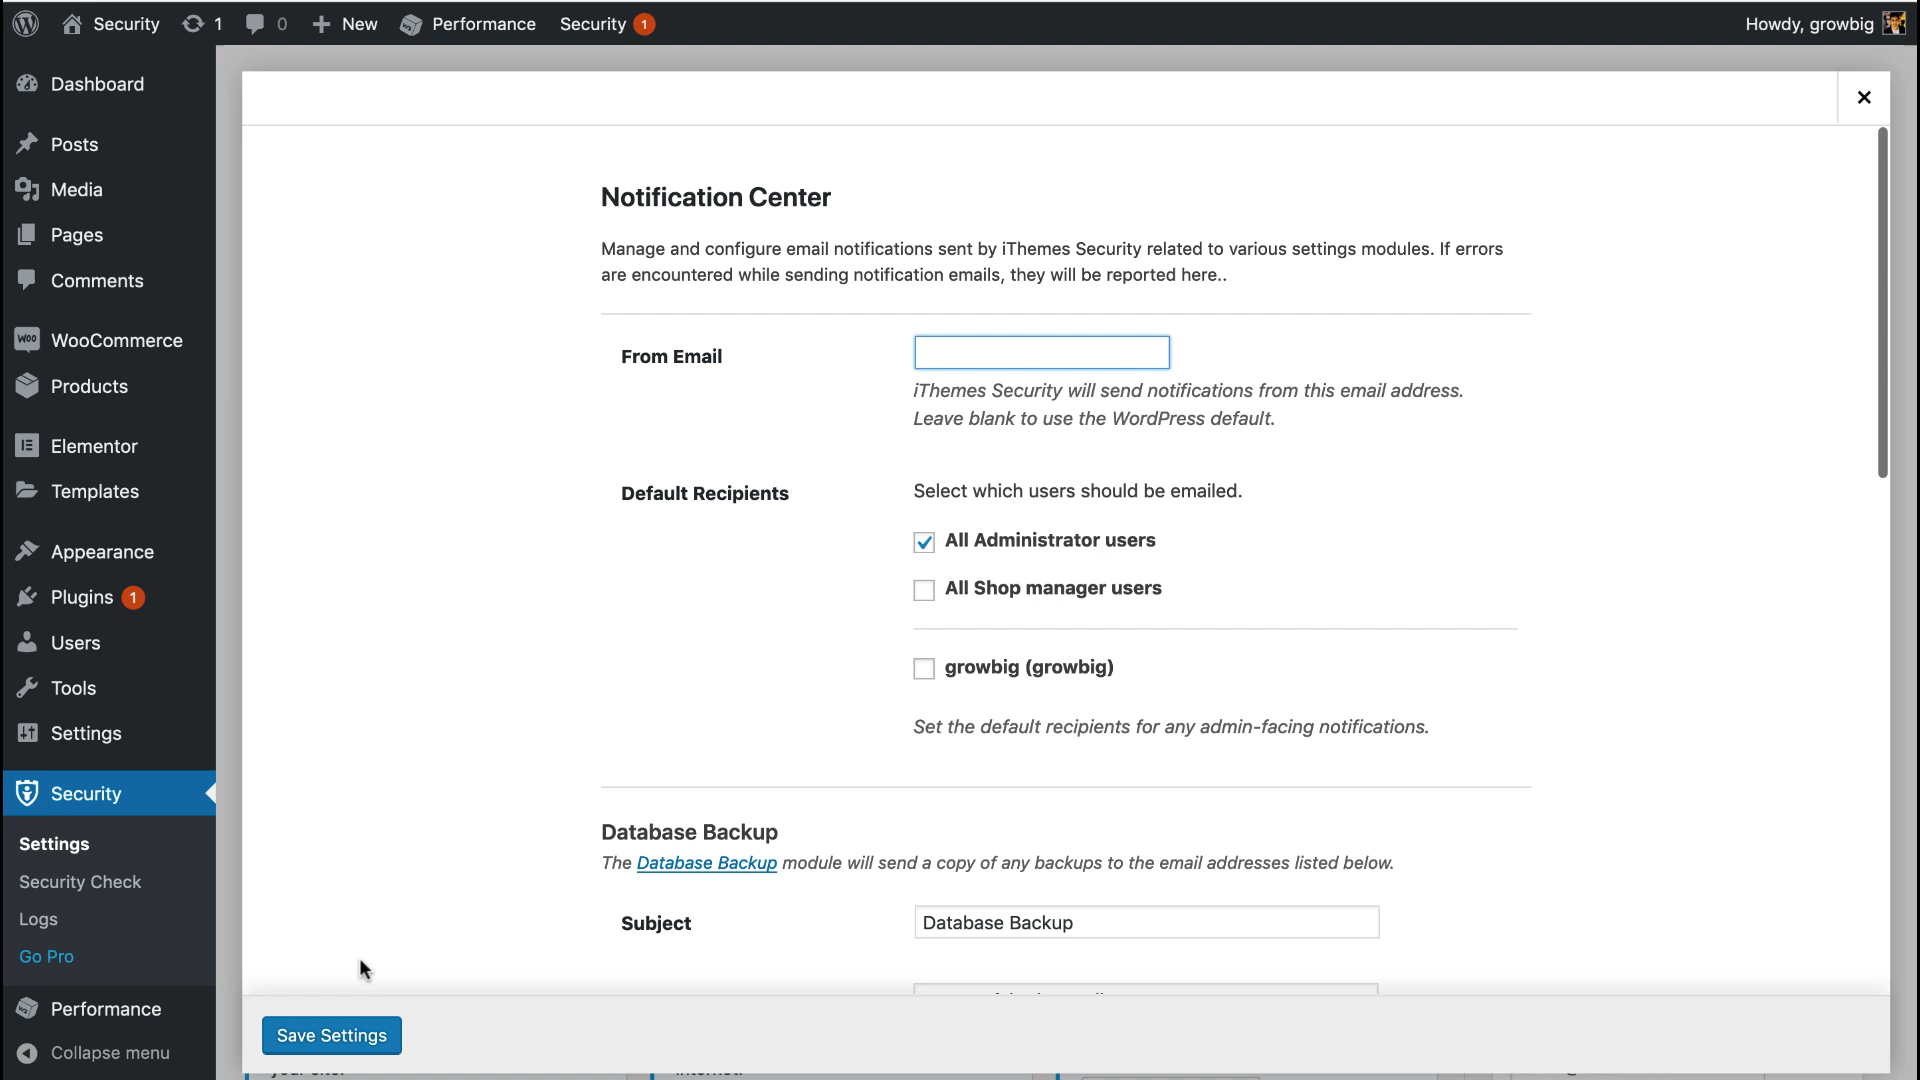 Security 1 0 New Performance Security 1 Howdy, growbig
Dashboard
Posts
Media
Pages
Comments
WooCommerce
Products
Elementor
Templates
Appearance
Plugins 1
Users
Tools
Settings
Security
Settings
Security Check
Logs
Go Pro
Performance
Collapse menu
×
Notification Center
Manage and configure email notifications sent by iThemes Security related to various settings modules. If errors
are encountered while sending notification emails, they will be reported here..
From Email
iThemes Security will send notifications from this email address.
Leave blank to use the WordPress default.
Default Recipients
Select which users should be emailed.
All Administrator users
All Shop manager users
growbig (growbig)
Set the default recipients for any admin-facing notifications.
Database Backup
The Database Backup module will send a copy of any backups to the email addresses listed below.
Subject
Database Backup
Save Settings